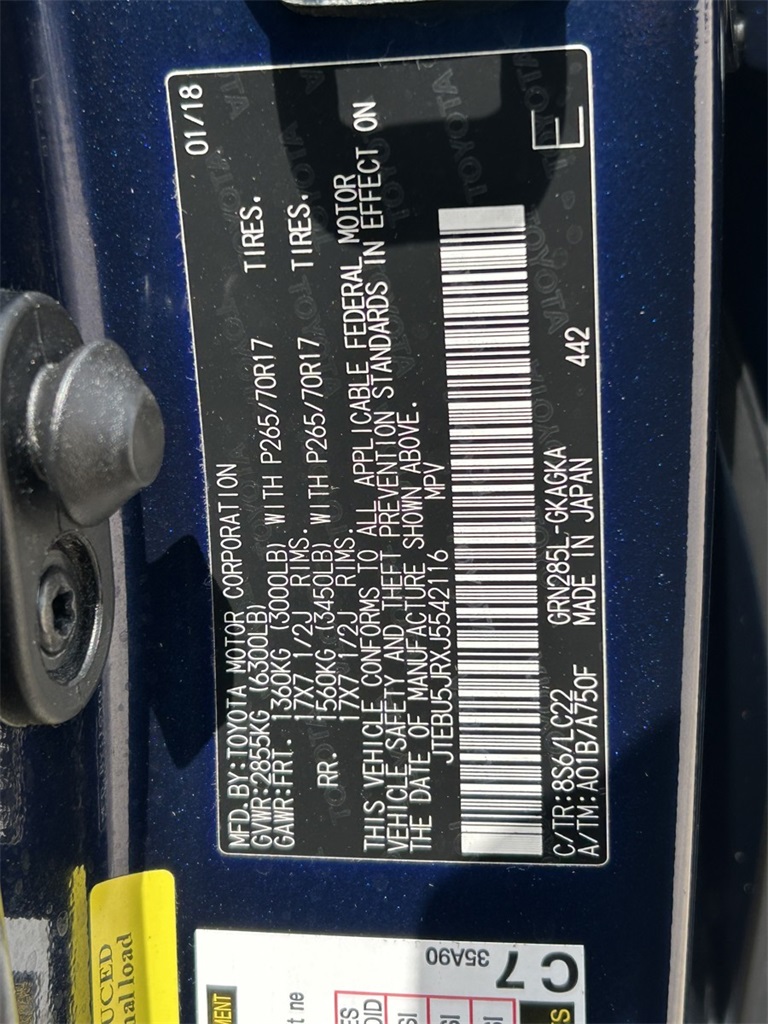 MFD.BY:TOYOTA MOTOR CORPORATION 01/18
GVWR:2855KG (6300LB)
GAWR:FRT. 1360KG (3000LB) WITH P265/70R17 TIRES.
17X7 1/2J RIMS.
RR. 1560KG (3450LB) WITH P265/70R17 TIRES.
17X7 1/2J RIMS.
THIS VEHICLE CONFORMS TO ALL APPLICABLE FEDERAL MOTOR
VEHICLE SAFETY AND THEFT PREVENTION STANDARDS IN EFFECT ON
THE DATE OF MANUFACTURE SHOWN ABOVE.
JTEBU5JRXJ5542116 MPV
C/TR:8S6/LC22 GRN285L-GKAGKA
A/TM:A01B/A750F MADE IN JAPAN 442
C7
35A90